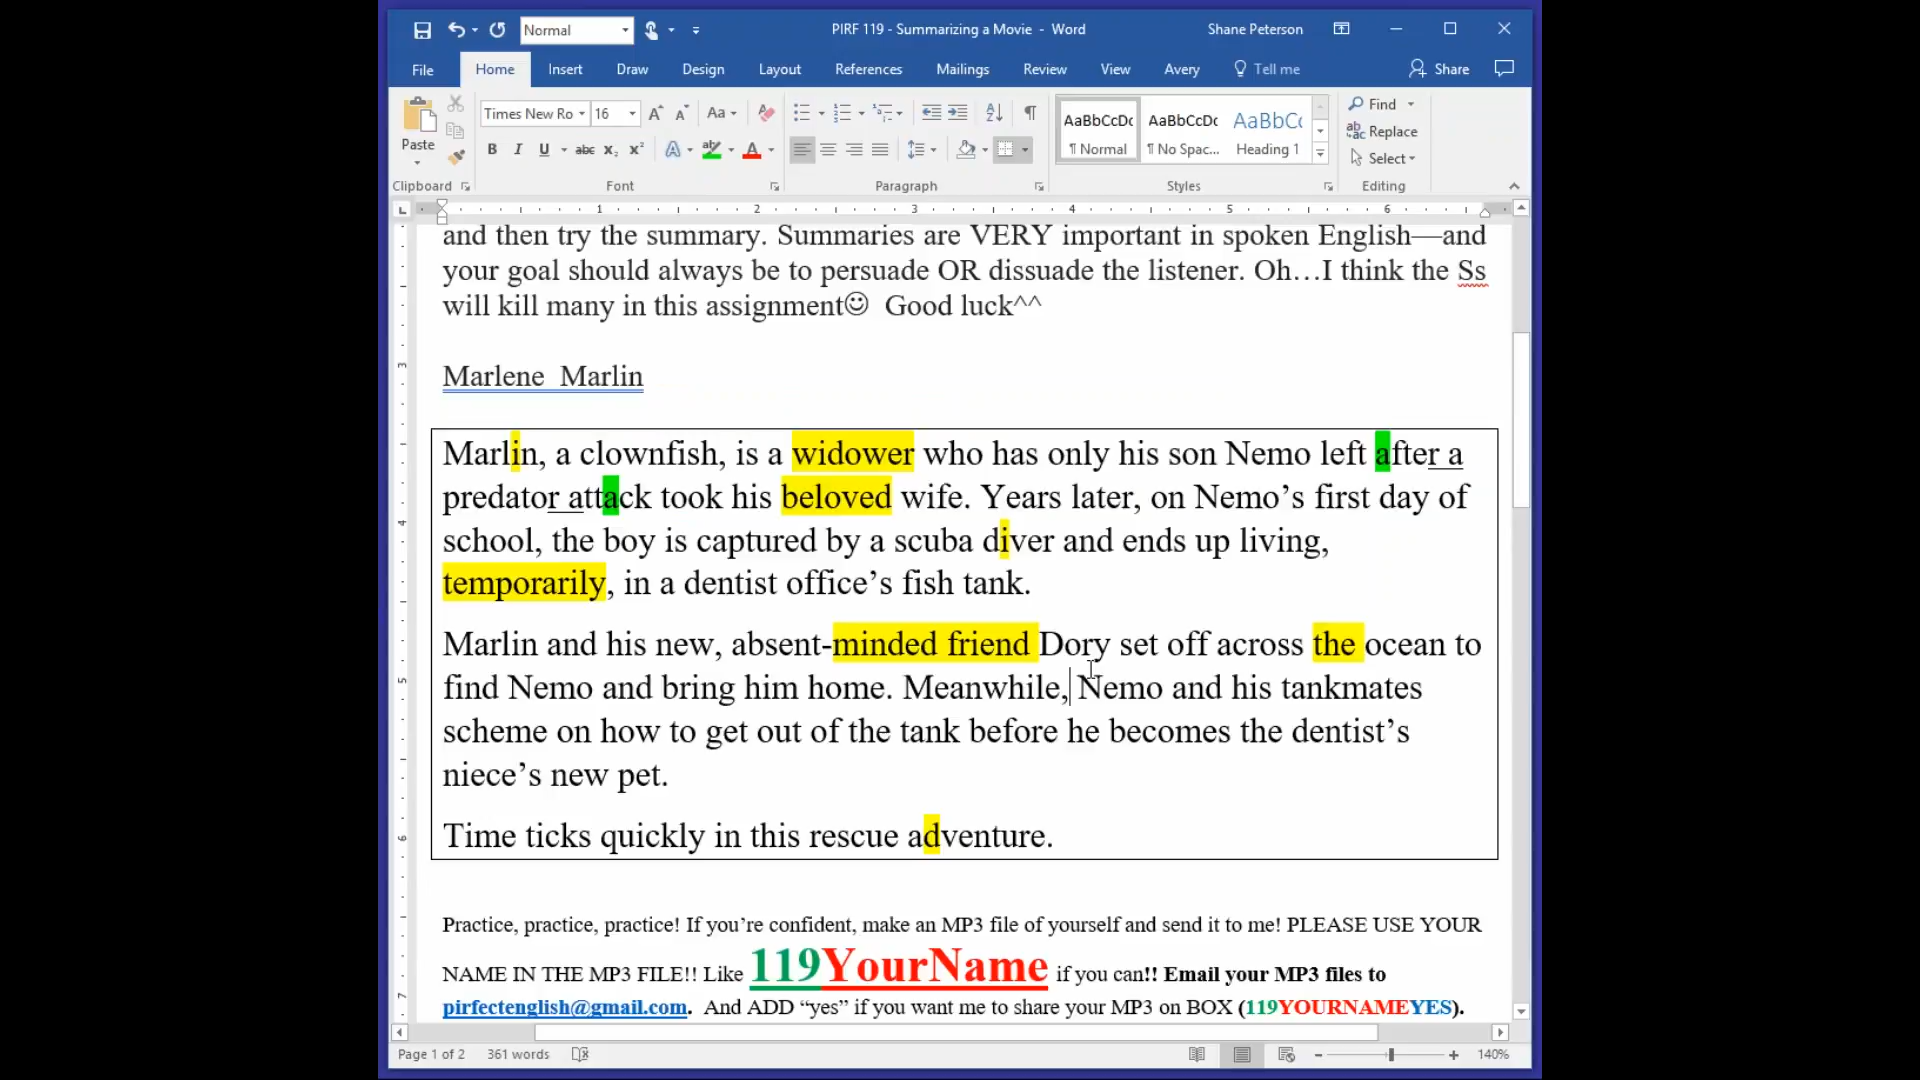 Normal PIRF 119 - Summarizing a Movie - Word Shane Peterson
File Home Insert Draw Design Layout References Mailings Review View Avery Tell me Share
Paste Times New Ro 16 Aa AaBbCcDc AaBbCcDc AaBbCc Find
Replace
B I U abc X₂ X² A A ¶ Normal ¶ No Spac... Heading 1 Select
Clipboard Font Paragraph Styles Editing
1 2 3 4 5 6
and then try the summary. Summaries are VERY important in spoken English—and
your goal should always be to persuade OR dissuade the listener. Oh…I think the Ss
will kill many in this assignment☺ Good luck^^
Marlene Marlin
Marlin, a clownfish, is a widower who has only his son Nemo left after a
predator attack took his beloved wife. Years later, on Nemo’s first day of
school, the boy is captured by a scuba diver and ends up living,
temporarily, in a dentist office’s fish tank.
Marlin and his new, absent-minded friend Dory set off across the ocean to
find Nemo and bring him home. Meanwhile, Nemo and his tankmates
scheme on how to get out of the tank before he becomes the dentist’s
niece’s new pet.
Time ticks quickly in this rescue adventure.
Practice, practice, practice! If you’re confident, make an MP3 file of yourself and send it to me! PLEASE USE YOUR
NAME IN THE MP3 FILE!! Like 119YourName if you can!! Email your MP3 files to
pirfectenglish@gmail.com. And ADD “yes” if you want me to share your MP3 on BOX (119YOURNAMEYES).
Page 1 of 2 361 words 140%